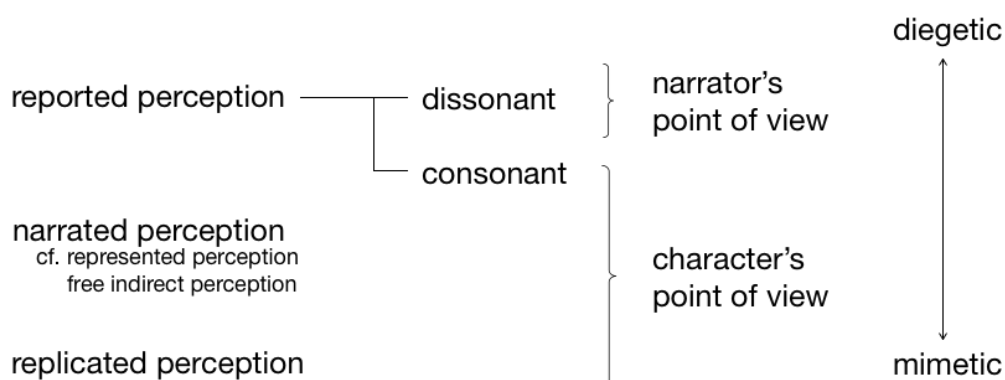 diegetic
reported perception
dissonant
narrator's
point of view
consonant
narrated perception
cf. represented perception
free indirect perception
character's
point of view
replicated perception
mimetic